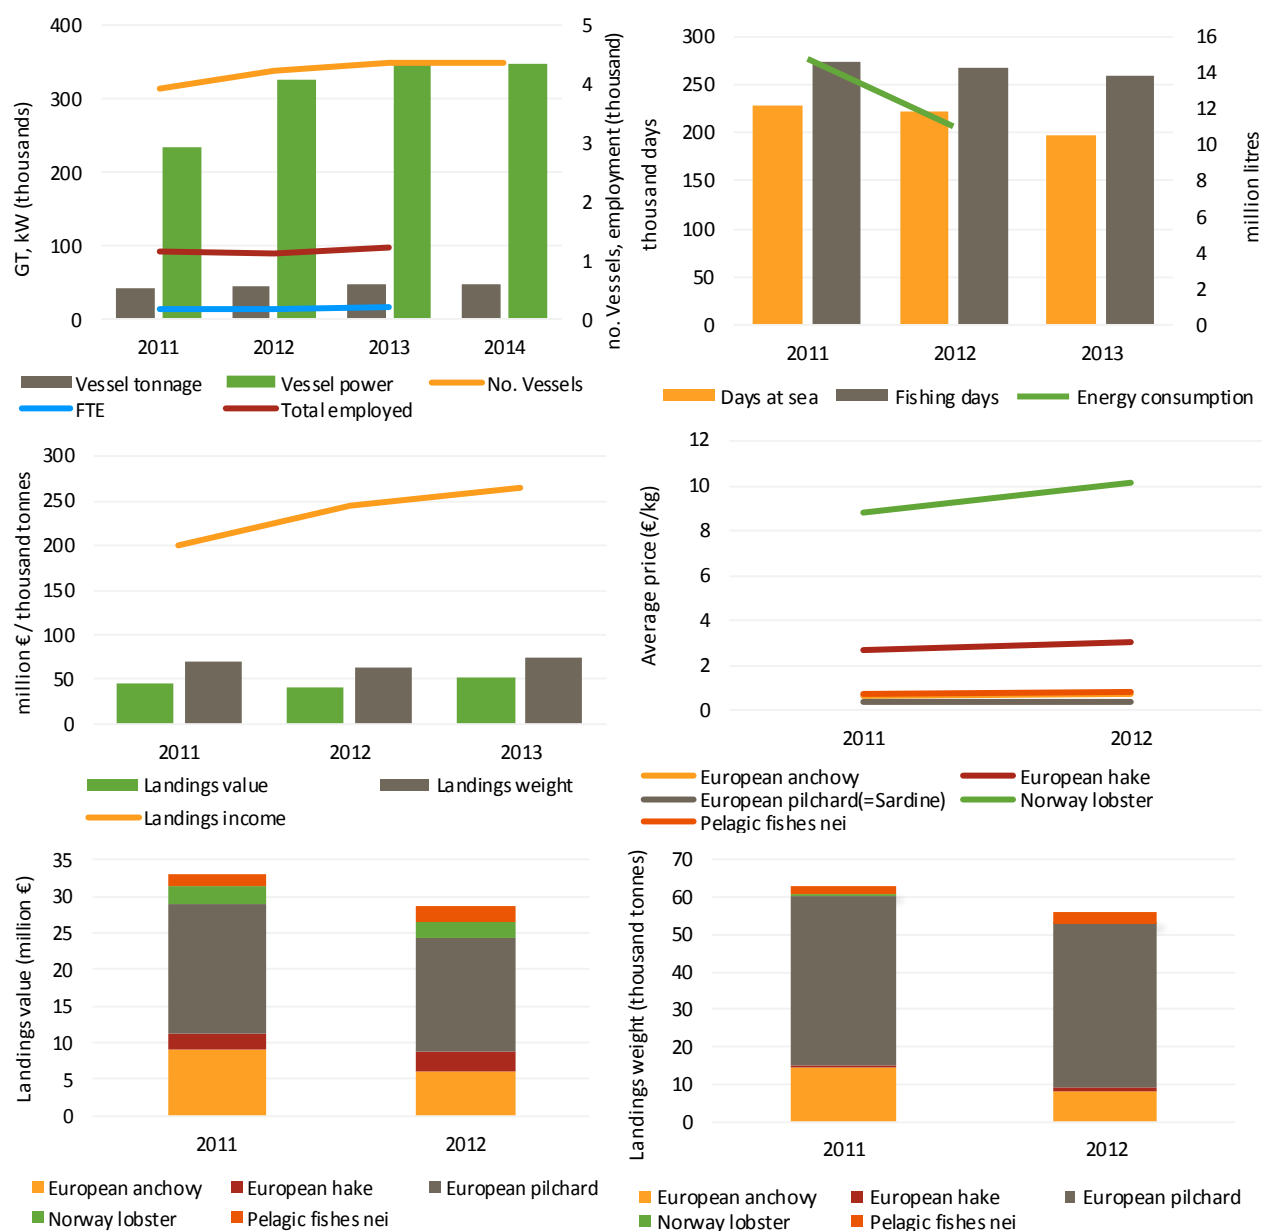 GT, kW (thousands)
400
300
200
100
0
5
4
3
2
1
0
no. Vessels, employment (thousand)
2011
2012
2013
2014
Vessel tonnage
Vessel power
No. Vessels
FTE
Total employed
thousand days
300
250
200
150
100
50
0
16
14
12
10
8
6
4
2
0
million litres
2011
2012
2013
Days at sea
Fishing days
Energy consumption
million €/ thousand tonnes
300
250
200
150
100
50
0
2011
2012
2013
Landings value
Landings weight
Landings income
Average price (€/kg)
12
10
8
6
4
2
0
2011
2012
European anchovy
European hake
European pilchard(=Sardine)
Norway lobster
Pelagic fishes nei
Landings value (million €)
35
30
25
20
15
10
5
0
2011
2012
European anchovy
European hake
European pilchard
Norway lobster
Pelagic fishes nei
Landings weight (thousand tonnes)
70
60
50
40
30
20
10
0
2011
2012
European anchovy
European hake
European pilchard
Norway lobster
Pelagic fishes nei